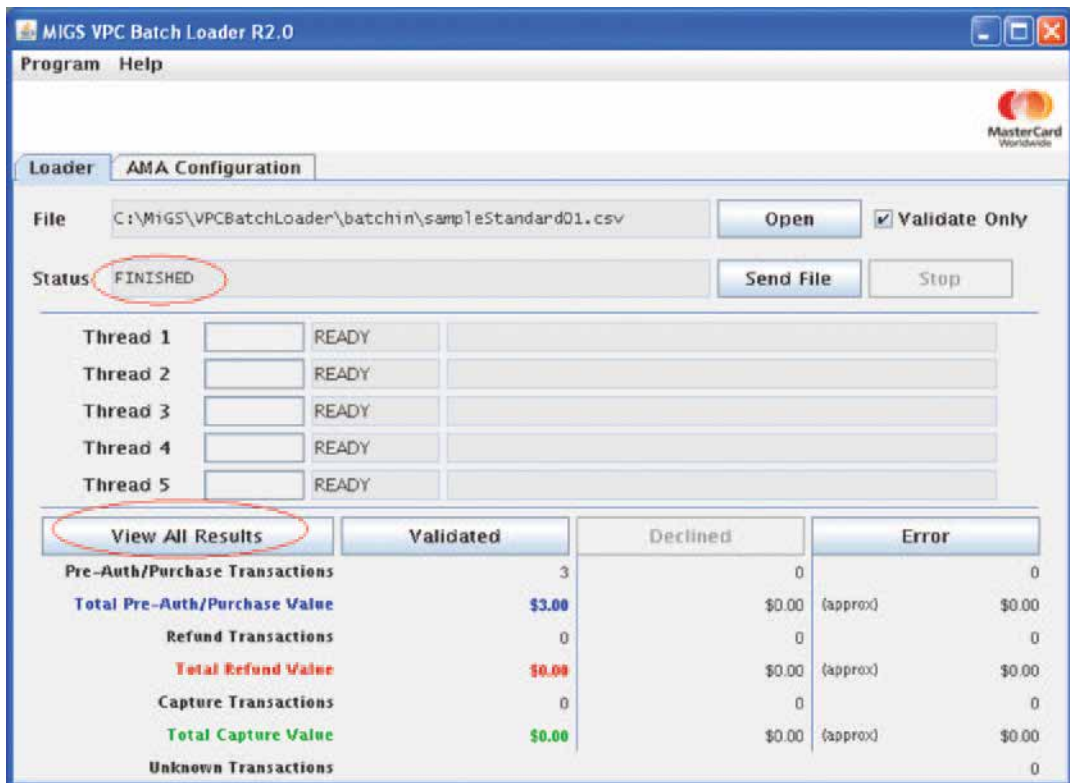 MIGS VPC Batch Loader R2.0
Program Help
MasterCard
Worldwide
Loader AMA Configuration
File C:\MiGS\VPCBatchLoader\batchin\sampleStandard01.csv Open Validate Only
Status FINISHED Send File Stop
Thread 1 READY
Thread 2 READY
Thread 3 READY
Thread 4 READY
Thread 5 READY
View All Results Validated Declined Error
Pre-Auth/Purchase Transactions 3 0 0
Total Pre-Auth/Purchase Value $3.00 $0.00 (approx) $0.00
Refund Transactions 0 0 0
Total Refund Value $0.00 $0.00 (approx) $0.00
Capture Transactions 0 0 0
Total Capture Value $0.00 $0.00 (approx) $0.00
Unknown Transactions 0